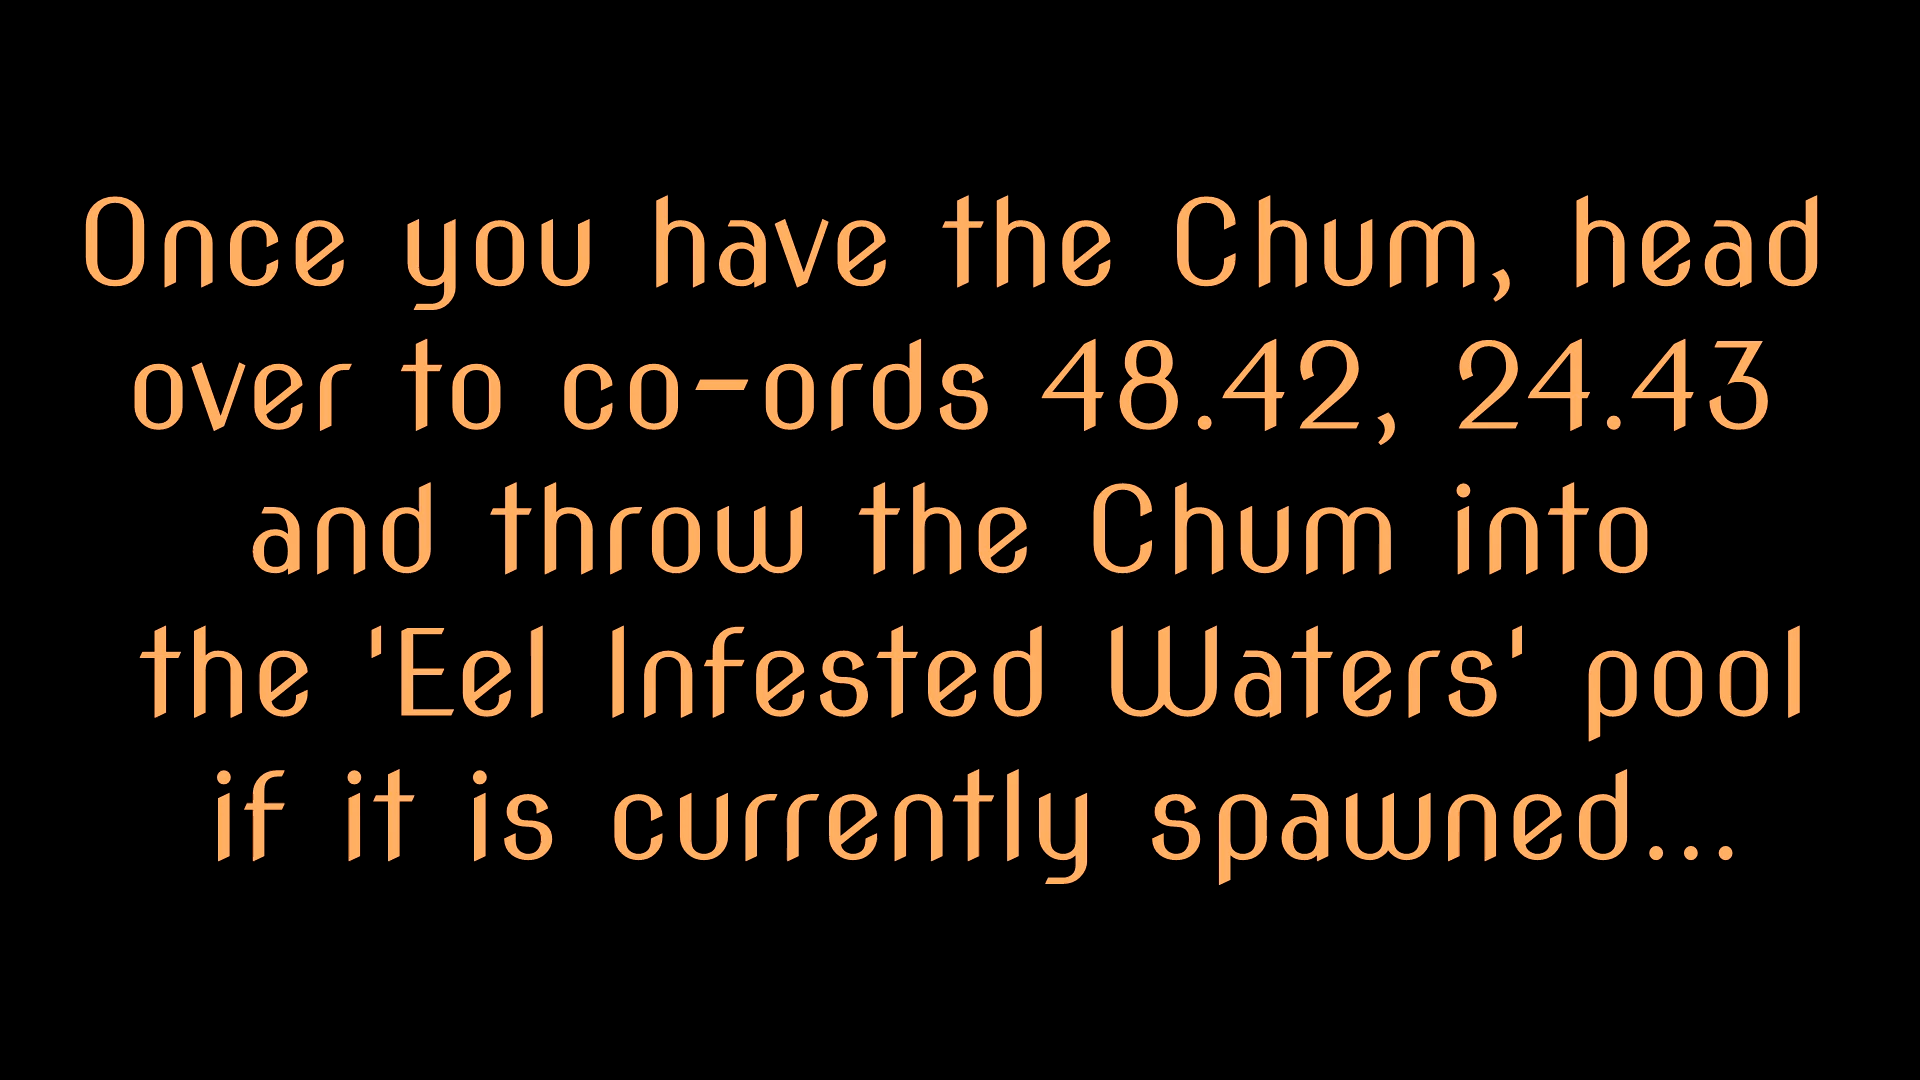 Once you have the Chum, head
over to co-ords 48.42, 24.43
and throw the Chum into
the 'Eel Infested Waters' pool
if it is currently spawned...